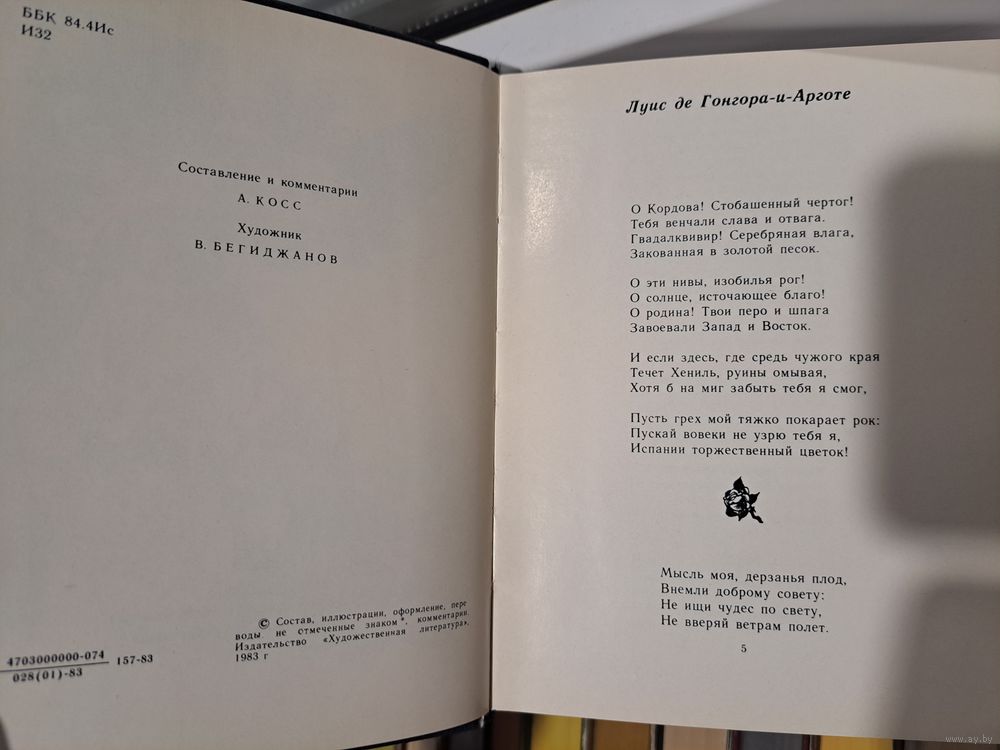 ББК 84.4Ис
И32
Составление и комментарии
А. КОСС
Художник
В. БЕГИДЖАНОВ
© Состав, иллюстрации, оформление, пере
воды не отмеченные знаком *, комментарии.
Издательство «Художественная литература»,
1983 г
4703000000-074
028(01)-83
157-83
Луис де Гонгора-и-Арготе
О Кордова! Стобашенный чертог!
Тебя венчали слава и отвага.
Гвадалквивир! Серебряная влага,
Закованная в золотой песок.
О эти нивы, изобилья рог!
О солнце, источающее благо!
О родина! Твои перо и шпага
Завоевали Запад и Восток.
И если здесь, где средь чужого края
Течет Хениль, руины омывая,
Хотя б на миг забыть тебя я смог,
Пусть грех мой тяжко покарает рок:
Пускай вовеки не узрю тебя я,
Испании торжественный цветок!
Мысль моя, дерзанья плод,
Внемли доброму совету:
Не ищи чудес по свету,
Не вверяй ветрам полет.
5
www.ay.by